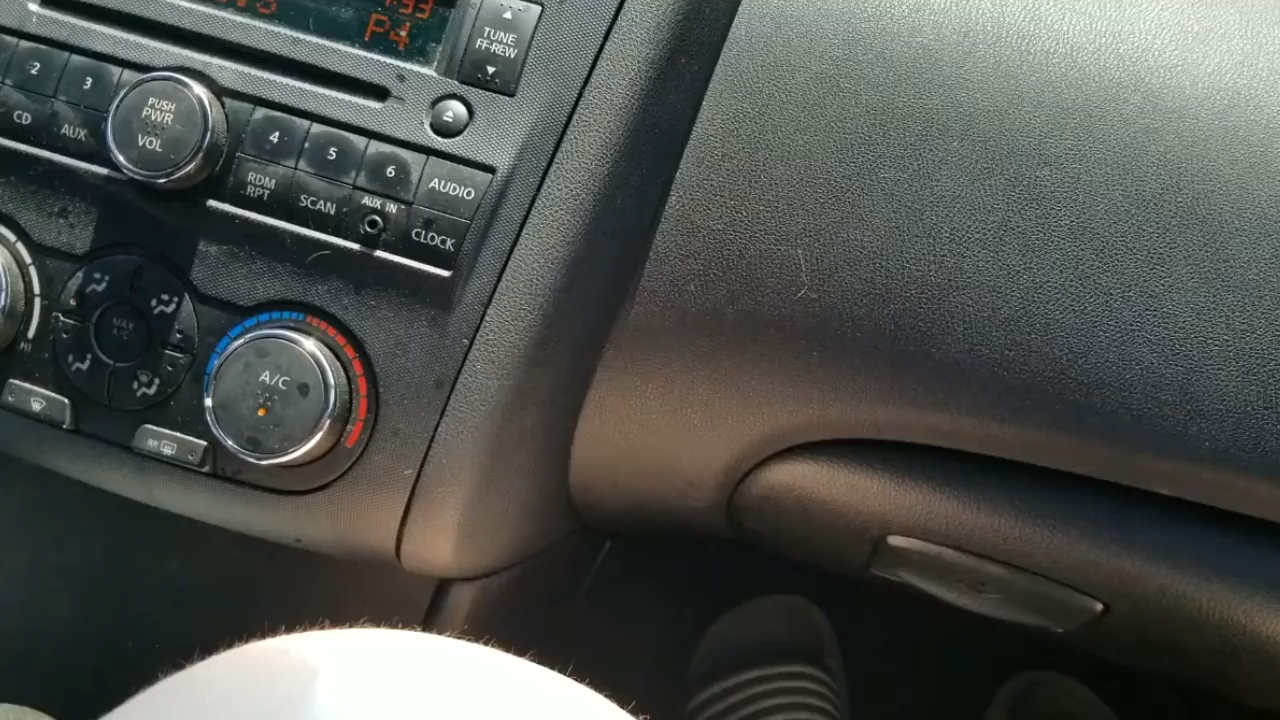 P4
TUNE
FF·REW
2
3
PUSH
PWR
VOL
CD
AUX
4
5
6
AUDIO
RDM
RPT
SCAN
AUX IN
CLOCK
A/C
RR